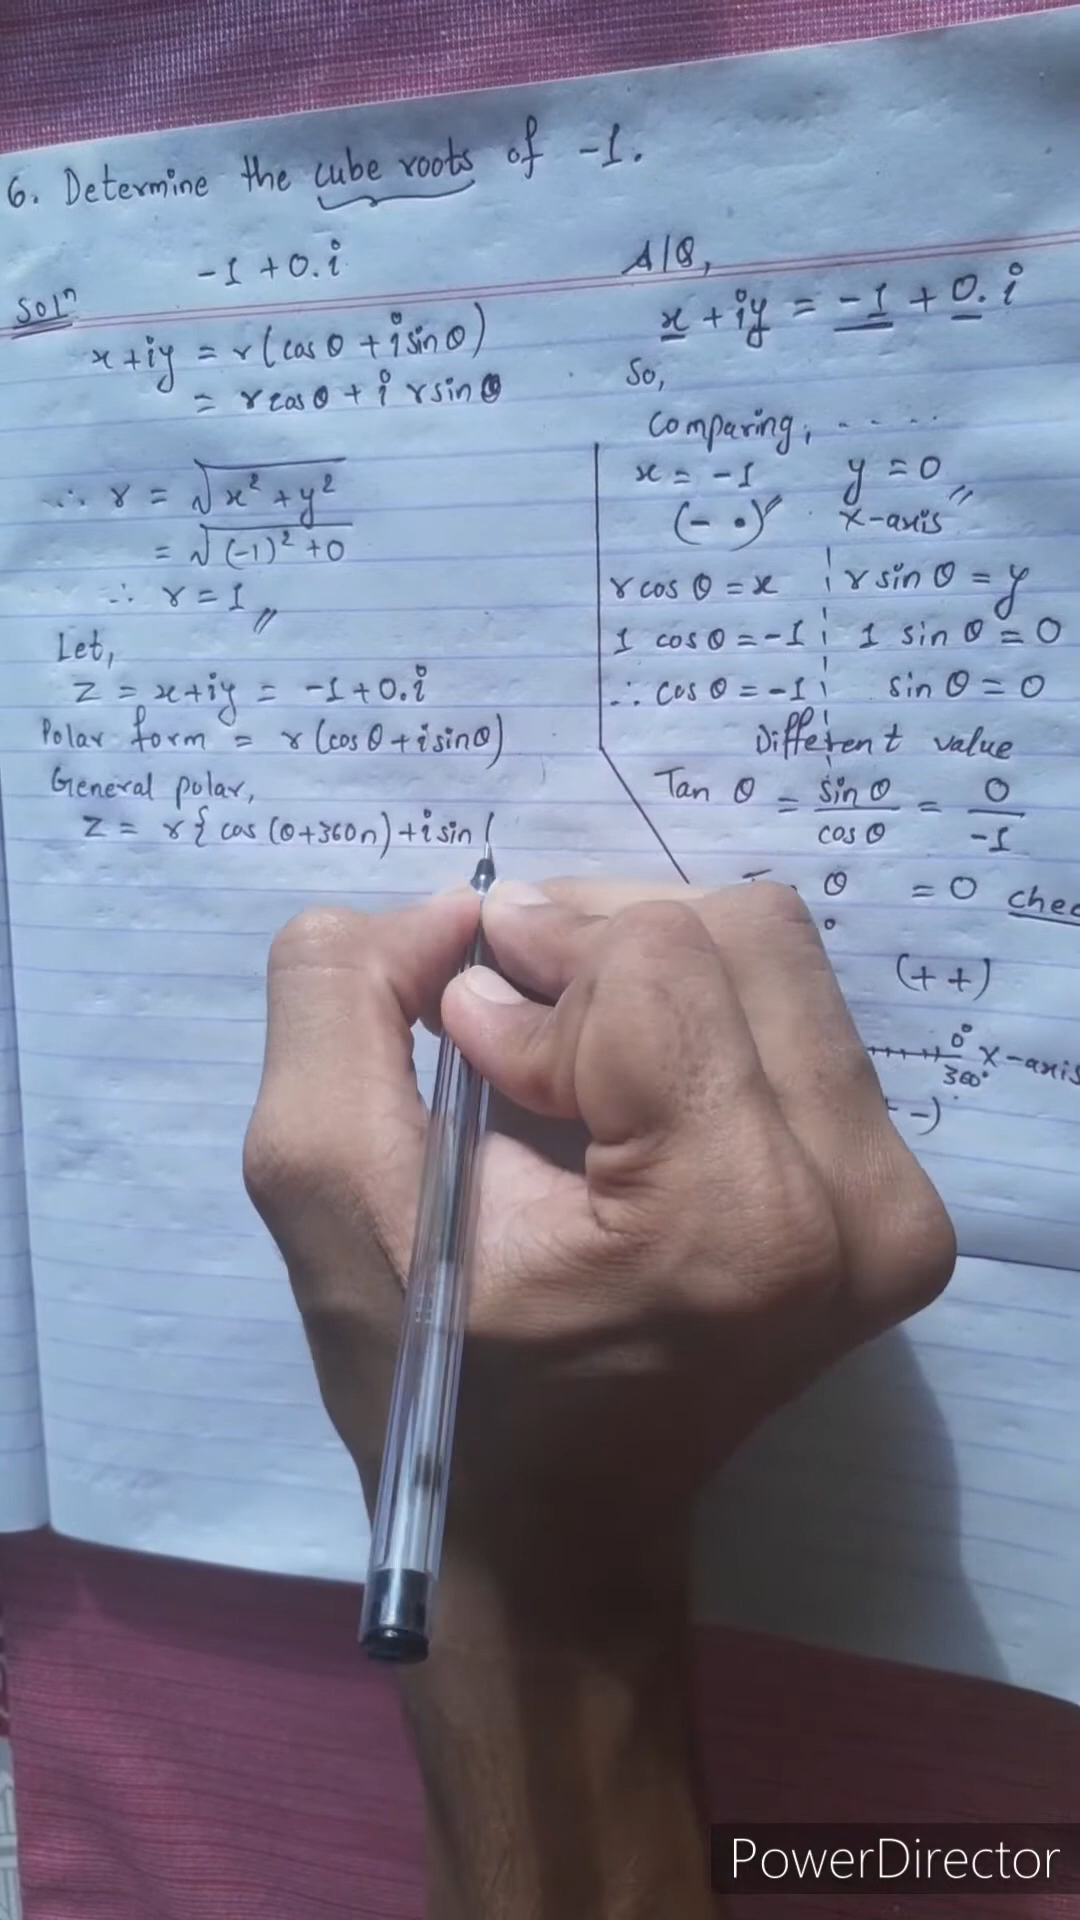 6. Determine the cube roots of -1.
-1 + 0.i
Solⁿ
x + iy = r(cos θ + i sin θ)
= r cos θ + i r sin θ
∴ r = √x² + y²
= √(-1)² + 0
∴ r = 1 //
Let,
Z = x + iy = -1 + 0.i
Polar form = r (cos θ + i sin θ)
General polar,
Z = r { cos (θ + 360n) + i sin (
A/Q,
x + iy = -1 + 0.i
So,
Comparing, - - - - -
x = -1 y = 0 //
(- •) X-axis
r cos θ = x r sin θ = y
1 cos θ = -1 1 sin θ = 0
∴ cos θ = -1 sin θ = 0
Different value
Tan θ = sin θ / cos θ = 0 / -1
θ = 0
(+ +)
0° X-axis
360°
-)
PowerDirector